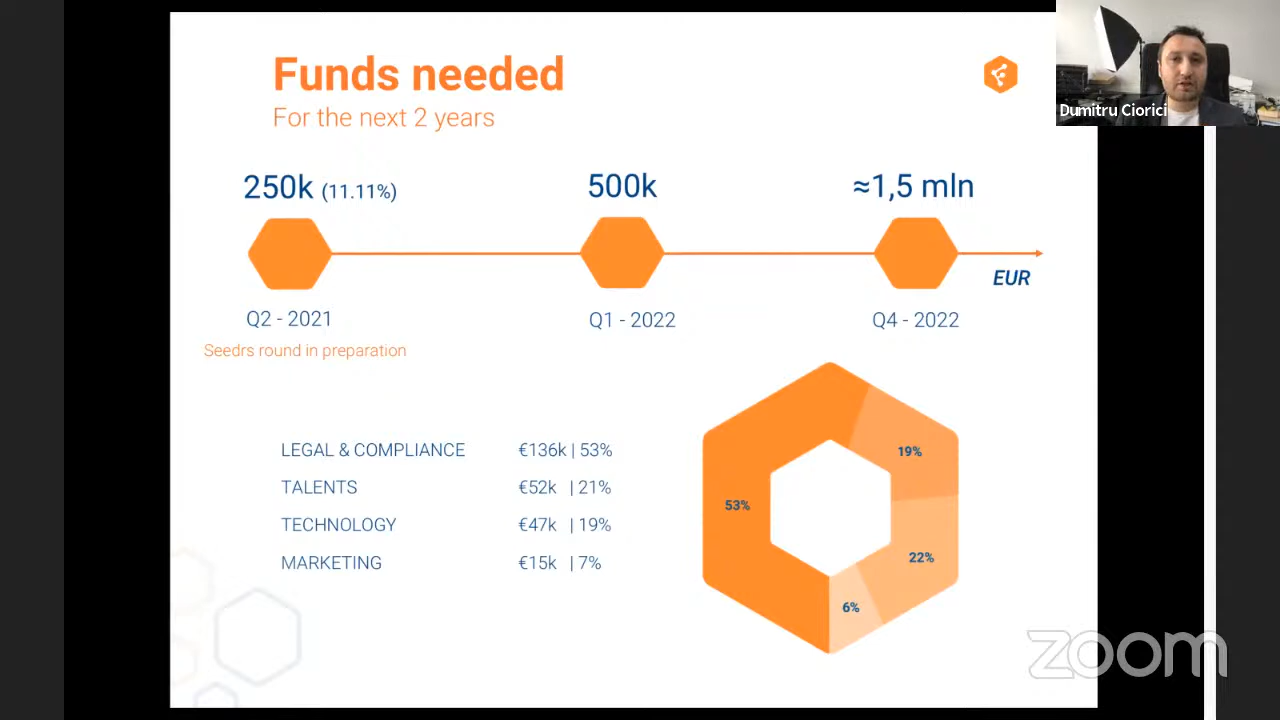 Funds needed
For the next 2 years
250k (11.11%)
500k
≈1,5 mln
EUR
Q2 - 2021
Q1 - 2022
Q4 - 2022
Seedrs round in preparation
LEGAL & COMPLIANCE €136k | 53%
TALENTS €52k | 21%
TECHNOLOGY €47k | 19%
MARKETING €15k | 7%
19%
53%
22%
6%
Dumitru Ciorici
zoom